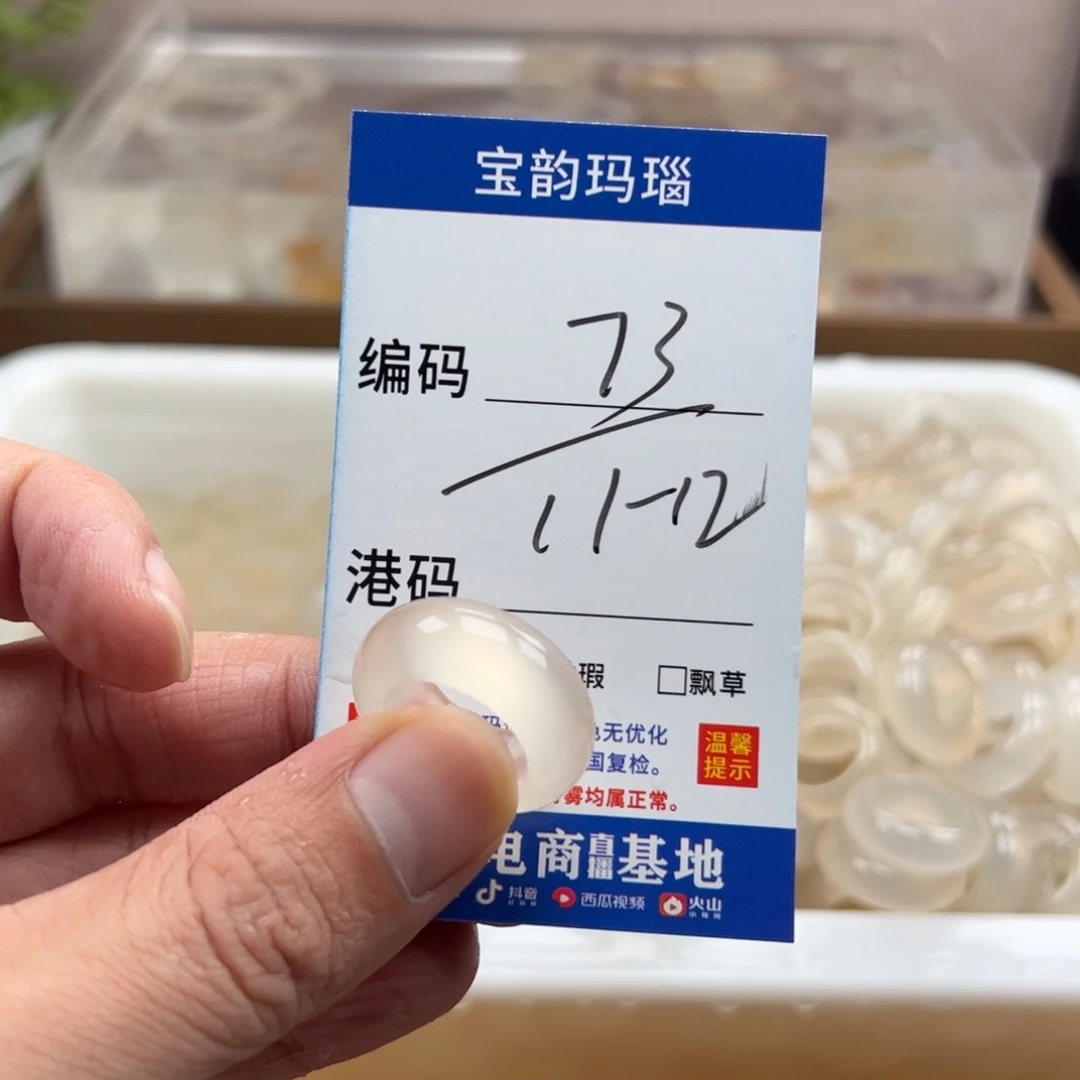 宝韵玛瑙
编码 73
11-12
港码
瑕 □飘草
无优化
国复检。
温馨
提示
雾均属正常。
电商直播基地
抖音 西瓜视频 火山